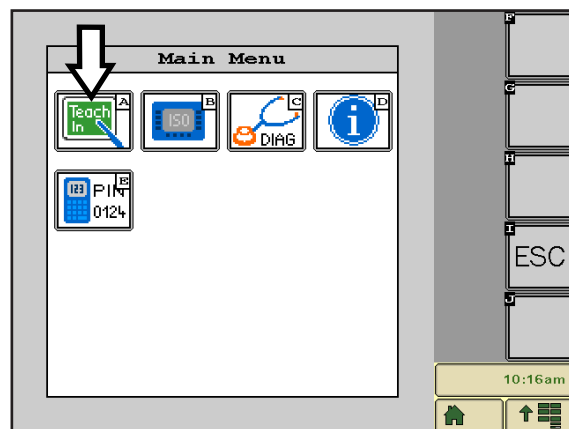 F
Main Menu
G
Teach In
A
ISO
B
C
DIAG
D
i
H
123
PIN
0124
E
I
ESC
J
10:16am